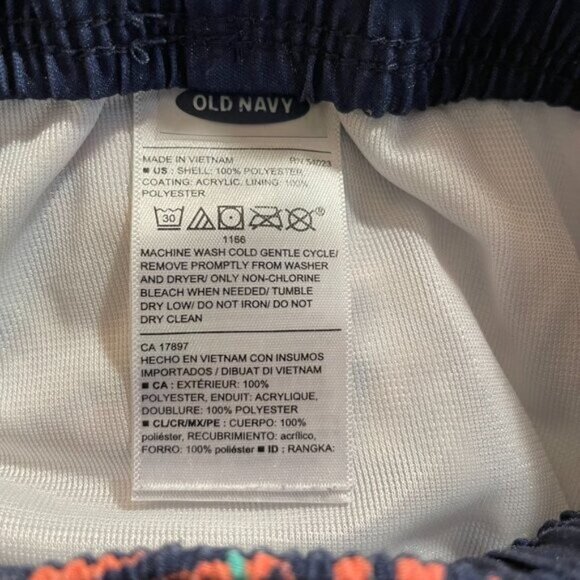 OLD NAVY
MADE IN VIETNAM RN 54023
■ US : SHELL: 100% POLYESTER,
COATING: ACRYLIC, LINING: 100%
POLYESTER
30
1166
MACHINE WASH COLD GENTLE CYCLE/
REMOVE PROMPTLY FROM WASHER
AND DRYER/ ONLY NON-CHLORINE
BLEACH WHEN NEEDED/ TUMBLE
DRY LOW/ DO NOT IRON/ DO NOT
DRY CLEAN
CA 17897
HECHO EN VIETNAM CON INSUMOS
IMPORTADOS / DIBUAT DI VIETNAM
■ CA : EXTÉRIEUR: 100%
POLYESTER, ENDUIT: ACRYLIQUE,
DOUBLURE: 100% POLYESTER
■ CL/CR/MX/PE : CUERPO: 100%
poliéster, RECUBRIMIENTO: acrílico,
FORRO: 100% poliéster ■ ID : RANGKA: